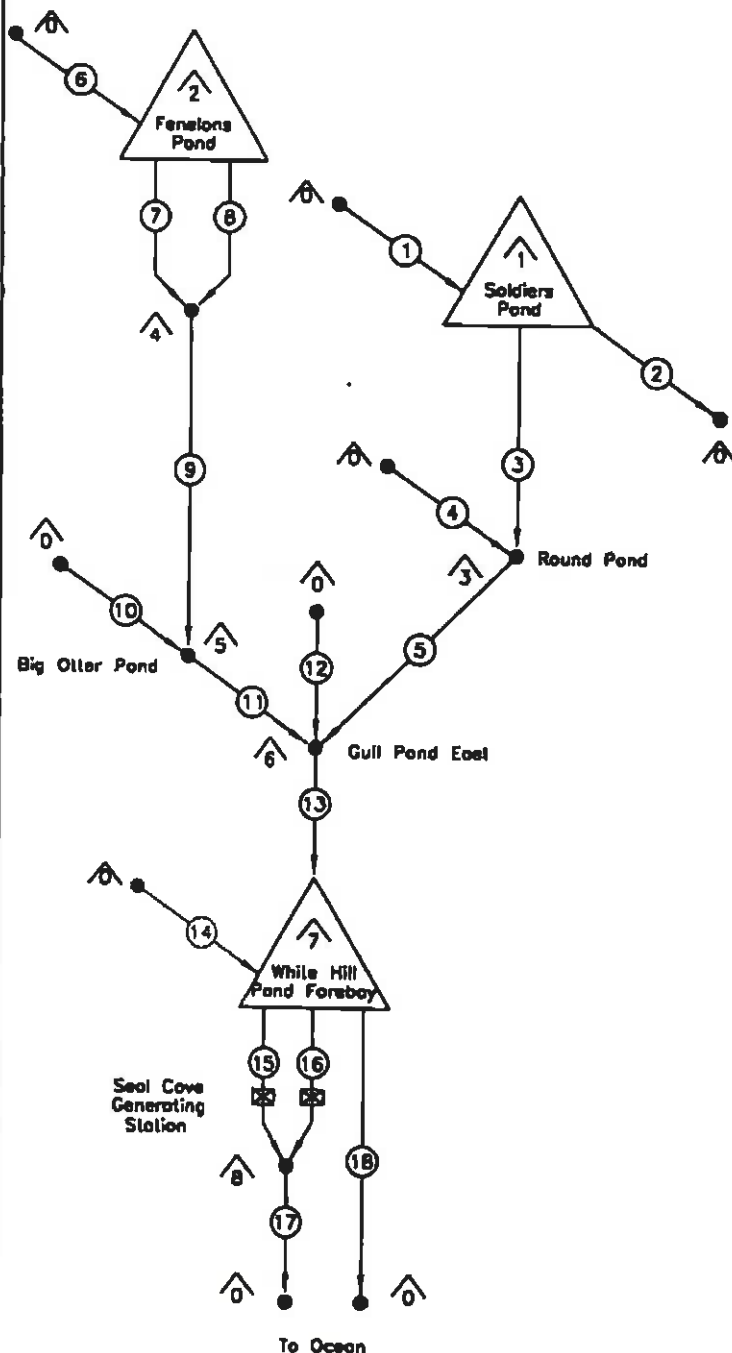 0
6
2
Fenelons
Pond
7
8
0
1
1
Soldiers
Pond
2
0
4
9
3
0
4
3
Round Pond
0
10
5
0
12
5
Big Otter Pond
11
6
Gull Pond East
13
0
14
7
White Hill
Pond Forebay
15
16
Seal Cove
Generating
Station
8
18
17
0
0
To Ocean